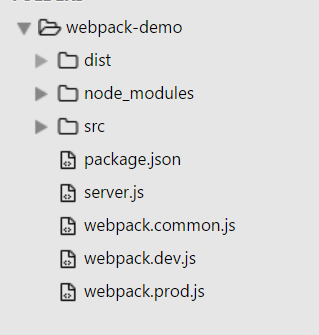 webpack-demo
dist
node_modules
src
package.json
server.js
webpack.common.js
webpack.dev.js
webpack.prod.js